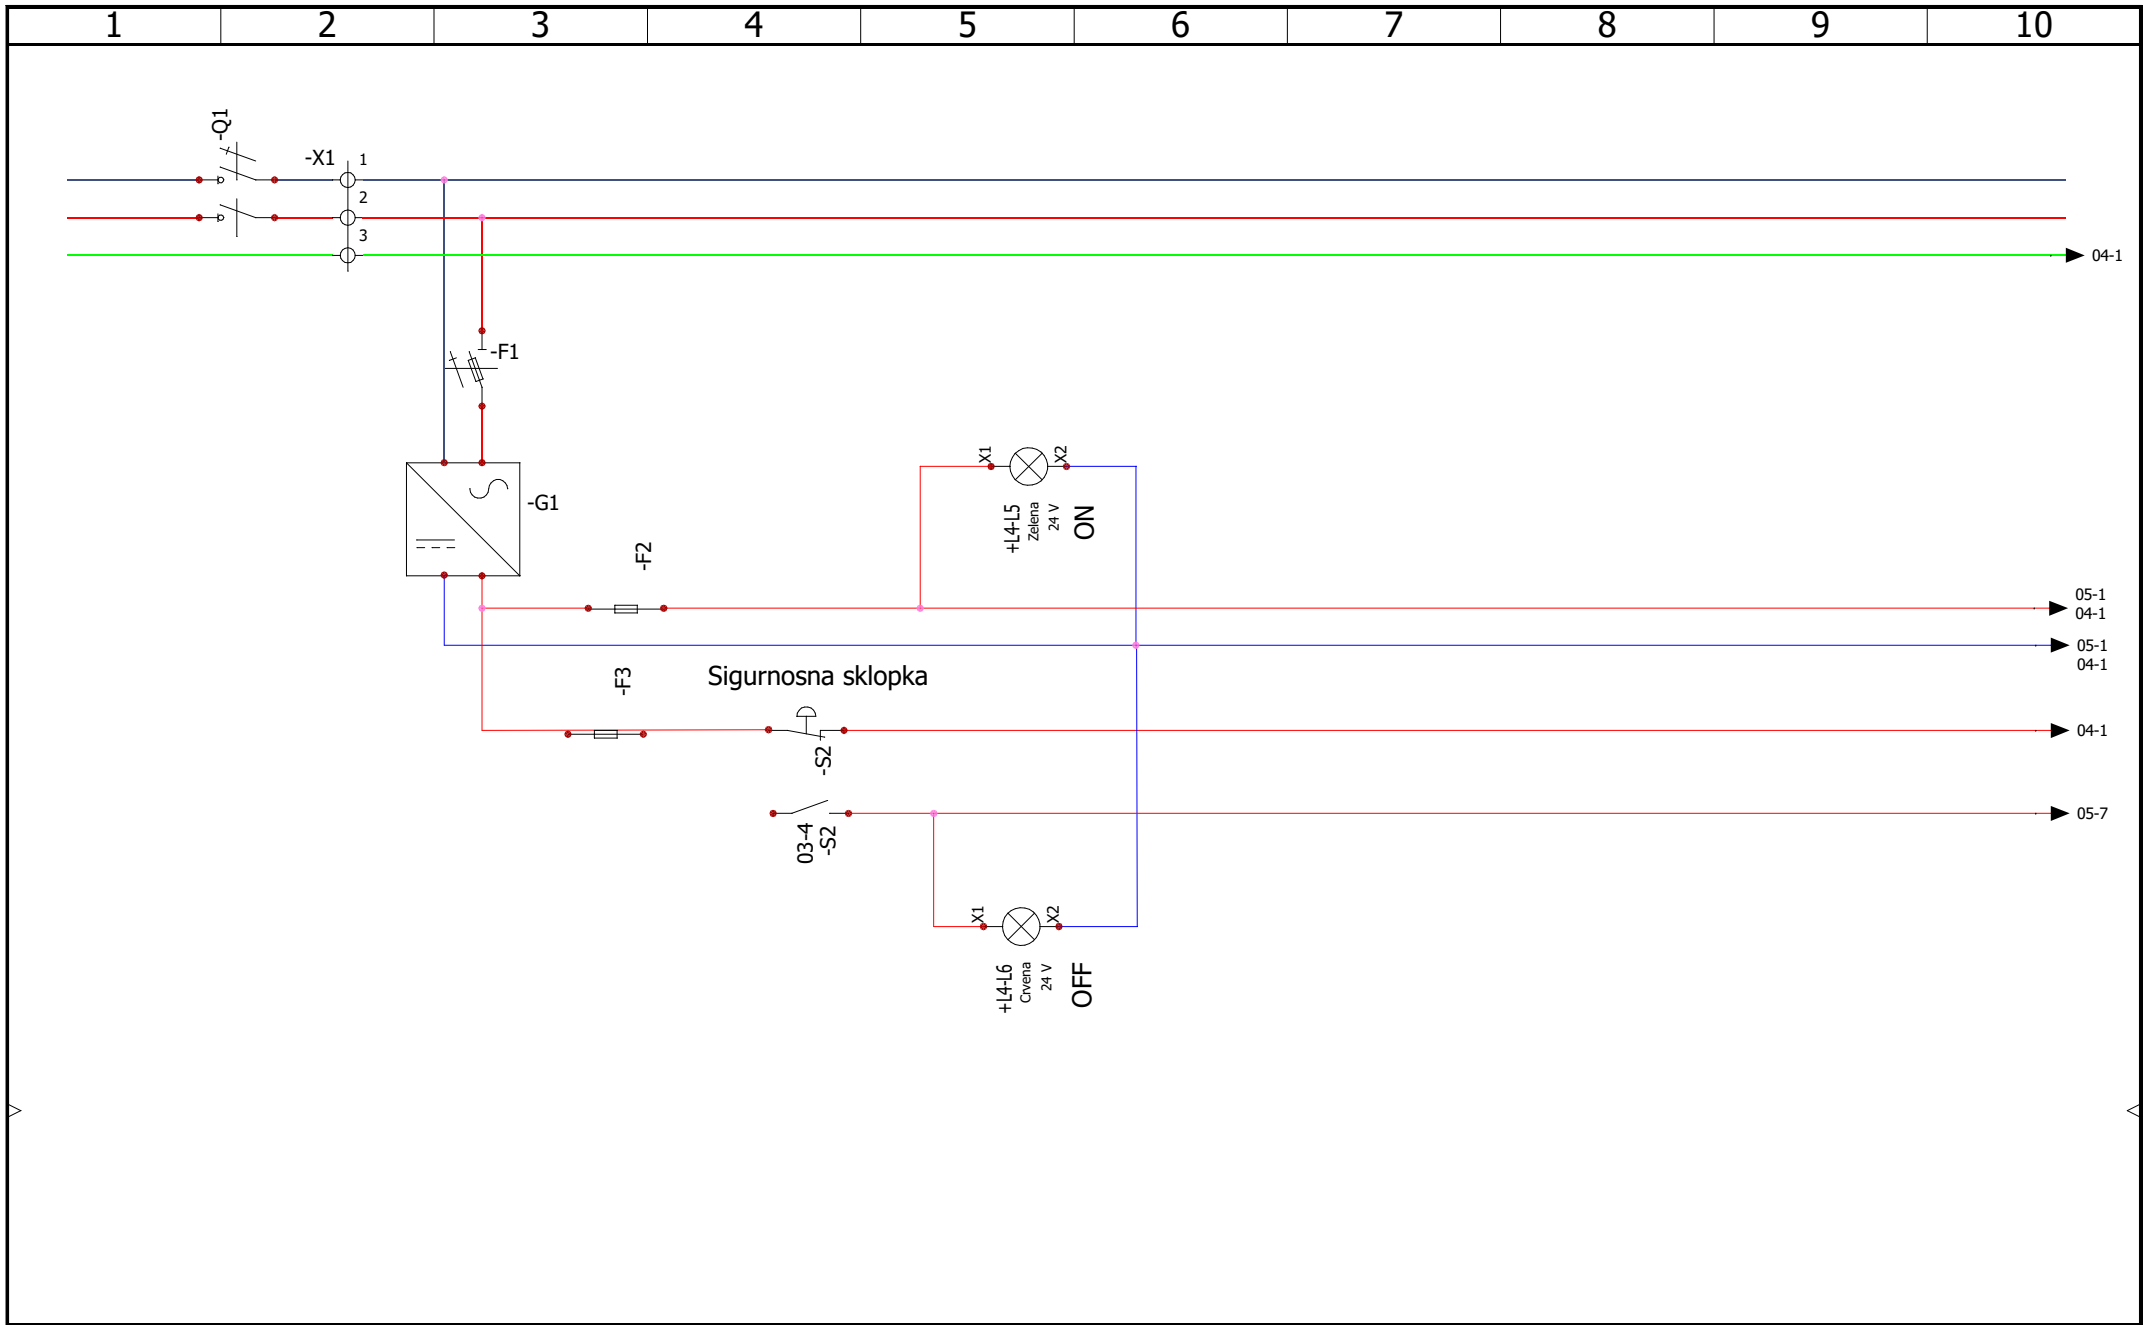 1 2 3 4 5 6 7 8 9 10
-Q1
-X1
1
2
3
04-1
-F1
-G1
X1
X2
+L4-L5
Zelena
24 V
ON
-F2
05-1
04-1
05-1
04-1
-F3
Sigurnosna sklopka
-S2
04-1
03-4
-S2
05-7
X1
X2
+L4-L6
Crvena
24 V
OFF